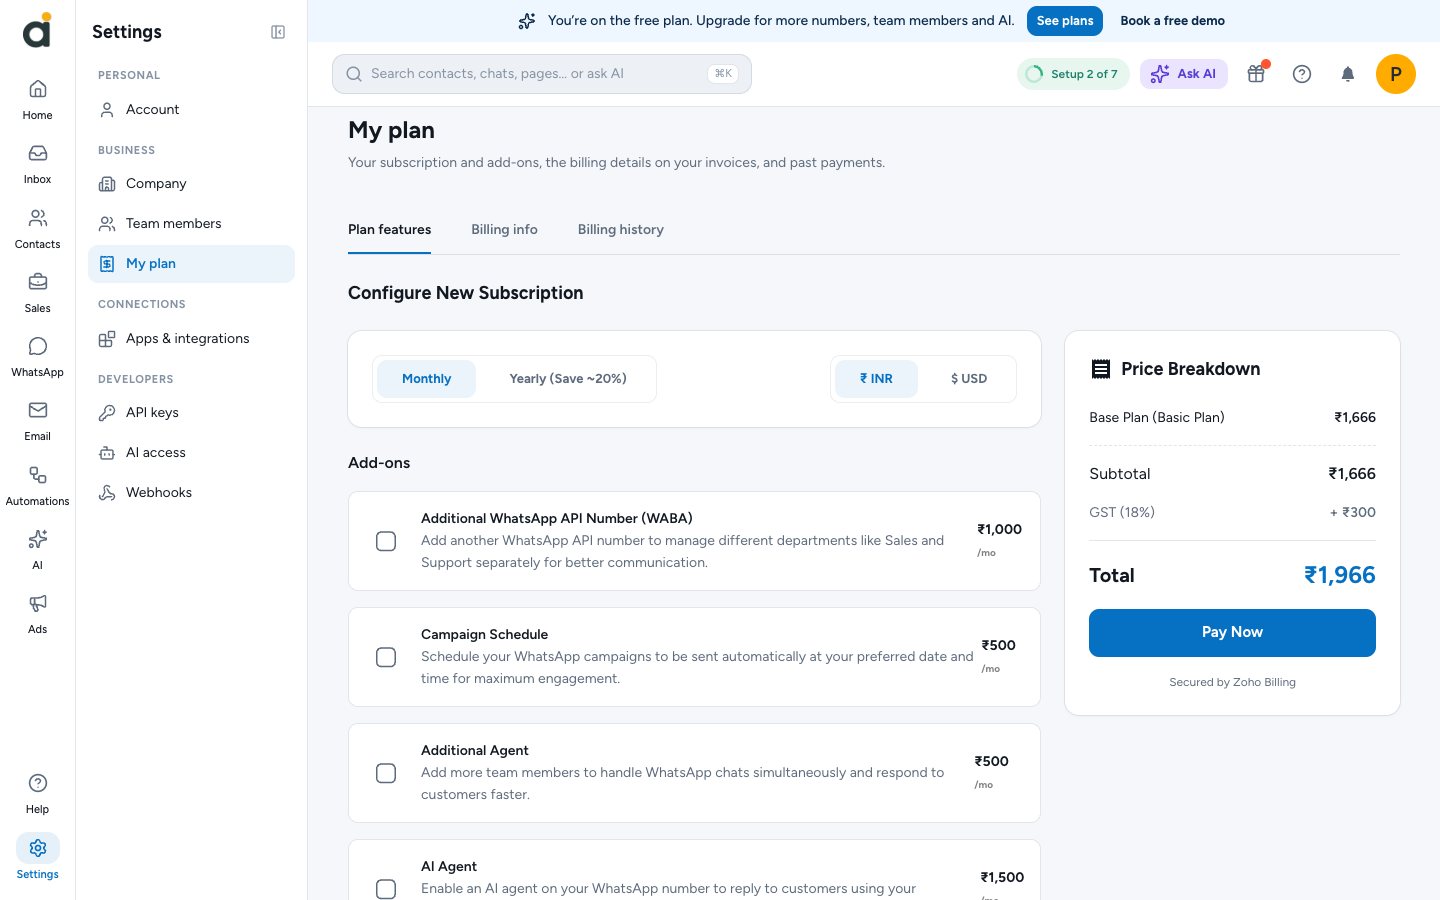 You're on the free plan. Upgrade for more numbers, team members and AI.
See plans
Book a free demo
Home
Inbox
Contacts
Sales
WhatsApp
Email
Automations
AI
Ads
Help
Settings
Settings
PERSONAL
Account
BUSINESS
Company
Team members
My plan
CONNECTIONS
Apps & integrations
DEVELOPERS
API keys
AI access
Webhooks
Search contacts, chats, pages... or ask AI
⌘K
Setup 2 of 7
Ask AI
P
My plan
Your subscription and add-ons, the billing details on your invoices, and past payments.
Plan features
Billing info
Billing history
Configure New Subscription
Monthly
Yearly (Save ~20%)
₹ INR
$ USD
Add-ons
Additional WhatsApp API Number (WABA)
Add another WhatsApp API number to manage different departments like Sales and
Support separately for better communication.
₹1,000
/mo
Campaign Schedule
Schedule your WhatsApp campaigns to be sent automatically at your preferred date and
time for maximum engagement.
₹500
/mo
Additional Agent
Add more team members to handle WhatsApp chats simultaneously and respond to
customers faster.
₹500
/mo
AI Agent
Enable an AI agent on your WhatsApp number to reply to customers using your
₹1,500
/mo
Price Breakdown
Base Plan (Basic Plan)
₹1,666
Subtotal
₹1,666
GST (18%)
+ ₹300
Total
₹1,966
Pay Now
Secured by Zoho Billing